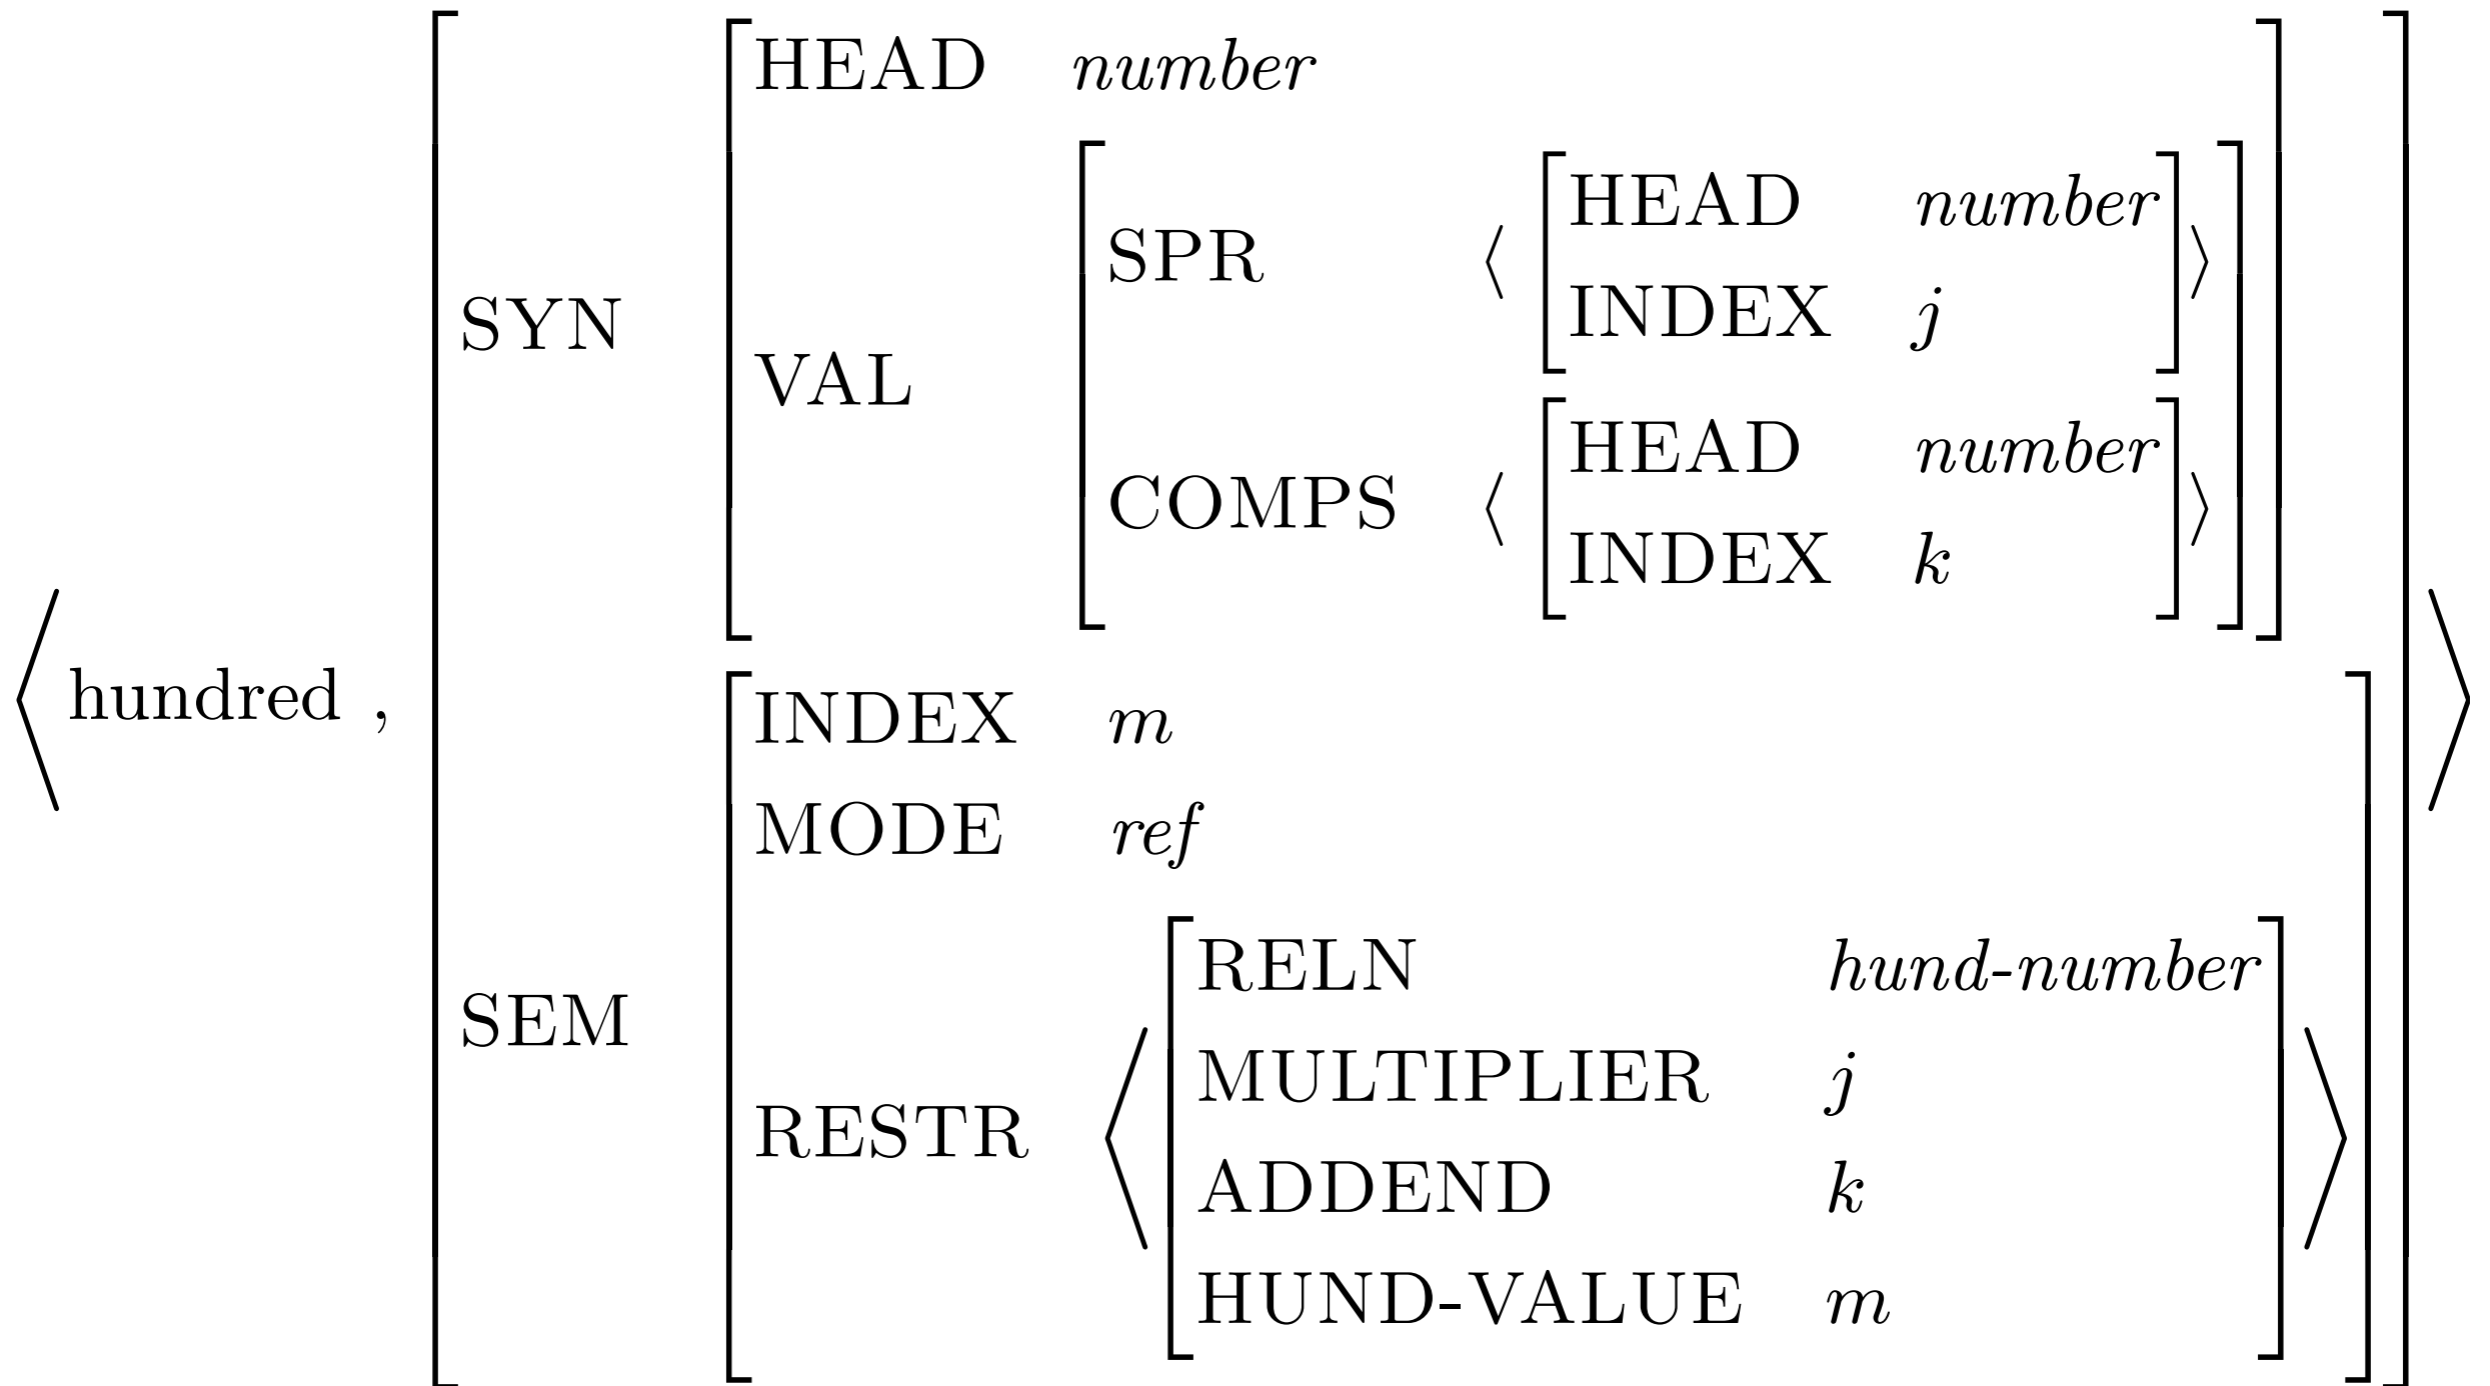 HEAD number
HEAD number
SPR ⟨ ⟩
SYN INDEX j
VAL
HEAD number
COMPS ⟨ ⟩
INDEX k
⟨ hundred , ⟩
INDEX m
MODE ref
RELN hund-number
SEM MULTIPLIER j
RESTR ⟨ ⟩
ADDEND k
HUND-VALUE m